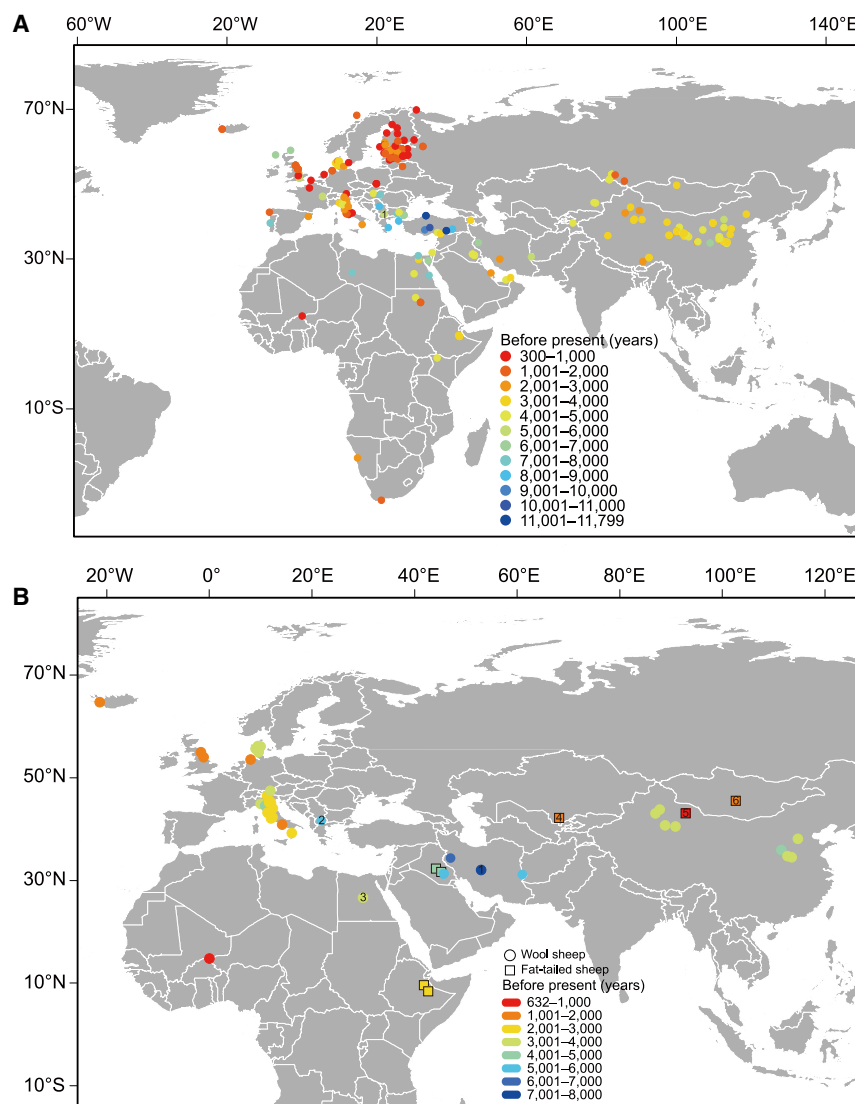 A
60°W 20°W 20°E 60°E 100°E 140°E
70°N
30°N
10°S
1
Before present (years)
300–1,000
1,001–2,000
2,001–3,000
3,001–4,000
4,001–5,000
5,001–6,000
6,001–7,000
7,001–8,000
8,001–9,000
9,001–10,000
10,001–11,000
11,001–11,799
B
20°W 0° 20°E 40°E 60°E 80°E 100°E 120°E
70°N
50°N
30°N
10°N
10°S
6
5
4
2
1
3
Wool sheep
Fat-tailed sheep
Before present (years)
632–1,000
1,001–2,000
2,001–3,000
3,001–4,000
4,001–5,000
5,001–6,000
6,001–7,000
7,001–8,000